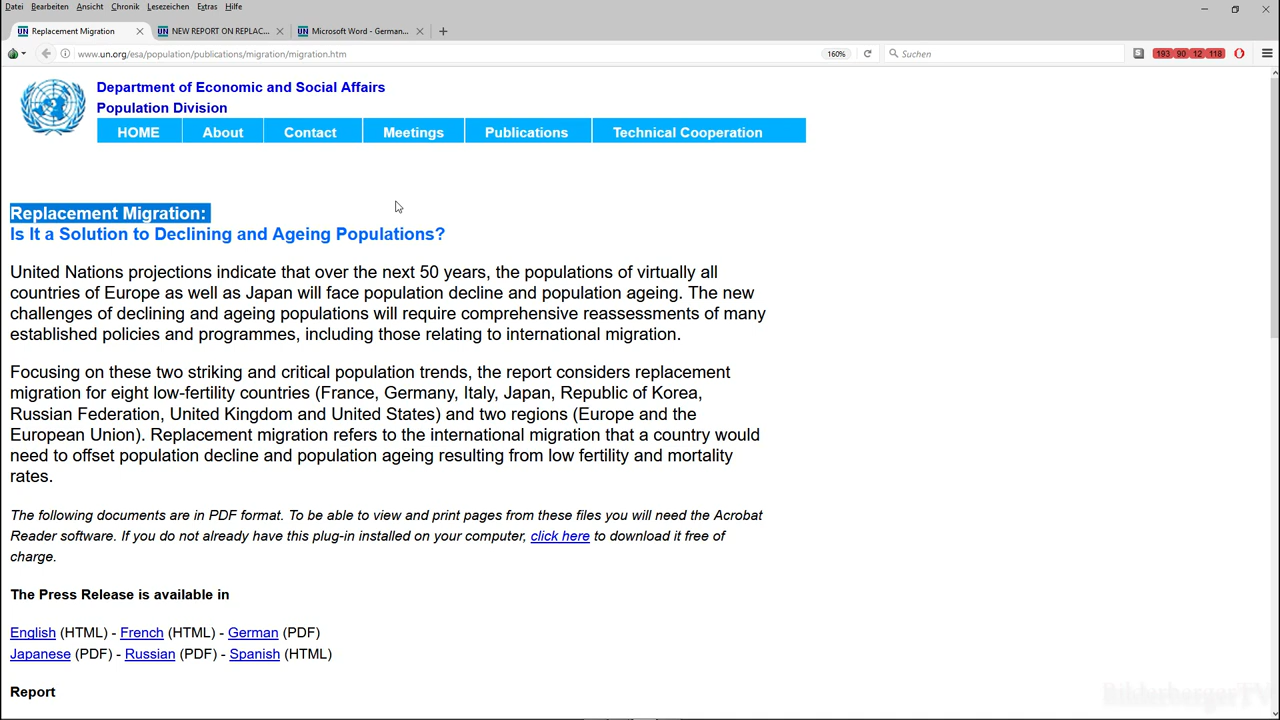 Datei Bearbeiten Ansicht Chronik Lesezeichen Extras Hilfe
UN Replacement Migration UN NEW REPORT ON REPLAC... UN Microsoft Word - German...
www.un.org/esa/population/publications/migration/migration.htm 160% Suchen S 193 90 12 118
Department of Economic and Social Affairs
Population Division
HOME About Contact Meetings Publications Technical Cooperation
Replacement Migration:
Is It a Solution to Declining and Ageing Populations?
United Nations projections indicate that over the next 50 years, the populations of virtually all
countries of Europe as well as Japan will face population decline and population ageing. The new
challenges of declining and ageing populations will require comprehensive reassessments of many
established policies and programmes, including those relating to international migration.
Focusing on these two striking and critical population trends, the report considers replacement
migration for eight low-fertility countries (France, Germany, Italy, Japan, Republic of Korea,
Russian Federation, United Kingdom and United States) and two regions (Europe and the
European Union). Replacement migration refers to the international migration that a country would
need to offset population decline and population ageing resulting from low fertility and mortality
rates.
The following documents are in PDF format. To be able to view and print pages from these files you will need the Acrobat
Reader software. If you do not already have this plug-in installed on your computer, click here to download it free of
charge.
The Press Release is available in
English (HTML) - French (HTML) - German (PDF)
Japanese (PDF) - Russian (PDF) - Spanish (HTML)
Report
BilderbergerTV